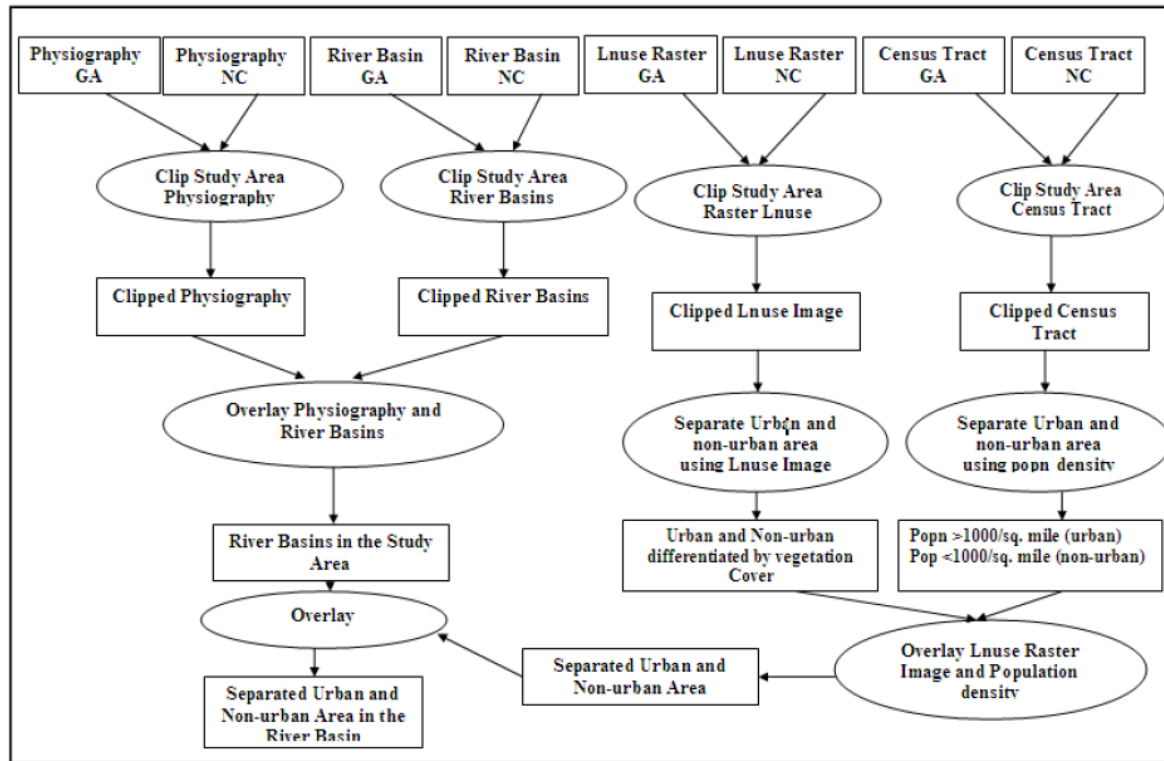 Physiography
GA
Physiography
NC
River Basin
GA
River Basin
NC
Lnuse Raster
GA
Lnuse Raster
NC
Census Tract
GA
Census Tract
NC
Clip Study Area
Physiography
Clip Study Area
River Basins
Clip Study Area
Raster Lnuse
Clip Study Area
Census Tract
Clipped Physiography
Clipped River Basins
Clipped Lnuse Image
Clipped Census
Tract
Overlay Physiography and
River Basins
Separate Urban and
non-urban area
using Lnuse Image
Separate Urban and
non-urban area
using popn density
River Basins in the Study
Area
Urban and Non-urban
differentiated by vegetation
Cover
Popn >1000/sq. mile (urban)
Pop <1000/sq. mile (non-urban)
Overlay
Separated Urban and
Non-urban Area
Overlay Lnuse Raster
Image and Population
density
Separated Urban and
Non-urban Area in the
River Basin